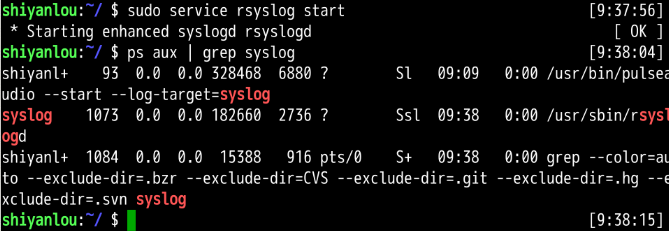 shiyanlou:~/ $ sudo service rsyslog start [9:37:56]
 * Starting enhanced syslogd rsyslogd [ OK ]
shiyanlou:~/ $ ps aux | grep syslog [9:38:04]
shiyanl+ 93 0.0 0.0 328468 6880 ? Sl 09:09 0:00 /usr/bin/pulsea
udio --start --log-target=syslog
syslog 1073 0.0 0.0 182660 2736 ? Ssl 09:38 0:00 /usr/sbin/rsysl
ogd
shiyanl+ 1084 0.0 0.0 15388 916 pts/0 S+ 09:38 0:00 grep --color=au
to --exclude-dir=.bzr --exclude-dir=CVS --exclude-dir=.git --exclude-dir=.hg --e
xclude-dir=.svn syslog
shiyanlou:~/ $ [9:38:15]